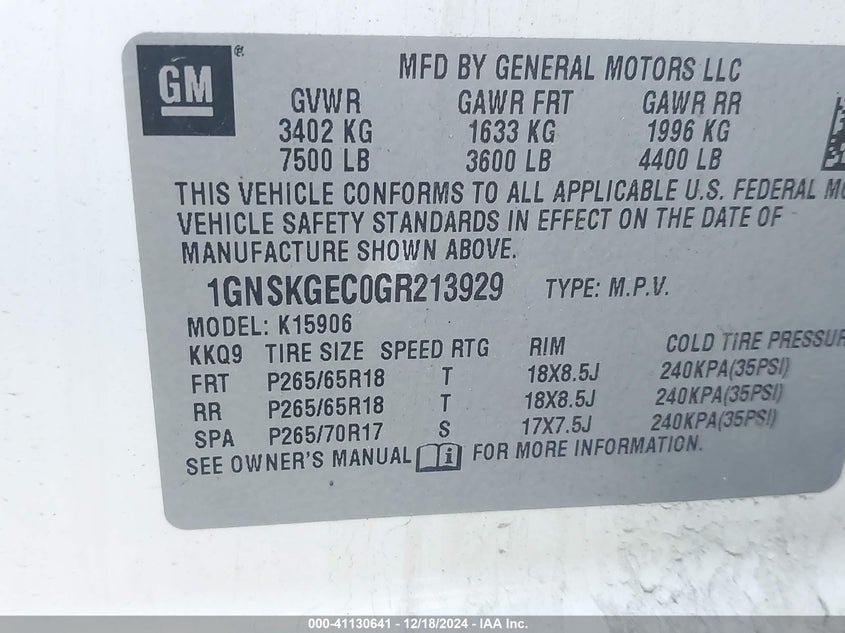 GM
MFD BY GENERAL MOTORS LLC
GVWR GAWR FRT GAWR RR
3402 KG 1633 KG 1996 KG
7500 LB 3600 LB 4400 LB
THIS VEHICLE CONFORMS TO ALL APPLICABLE U.S. FEDERAL MO
VEHICLE SAFETY STANDARDS IN EFFECT ON THE DATE OF
MANUFACTURE SHOWN ABOVE.
1GNSKGEC0GR213929 TYPE: M.P.V.
MODEL: K15906
KKQ9 TIRE SIZE SPEED RTG RIM COLD TIRE PRESSUR
FRT P265/65R18 T 18X8.5J 240KPA(35PSI)
RR P265/65R18 T 18X8.5J 240KPA(35PSI)
SPA P265/70R17 S 17X7.5J 240KPA(35PSI)
SEE OWNER'S MANUAL i FOR MORE INFORMATION.
000-41130641 - 12/18/2024 - IAA Inc.